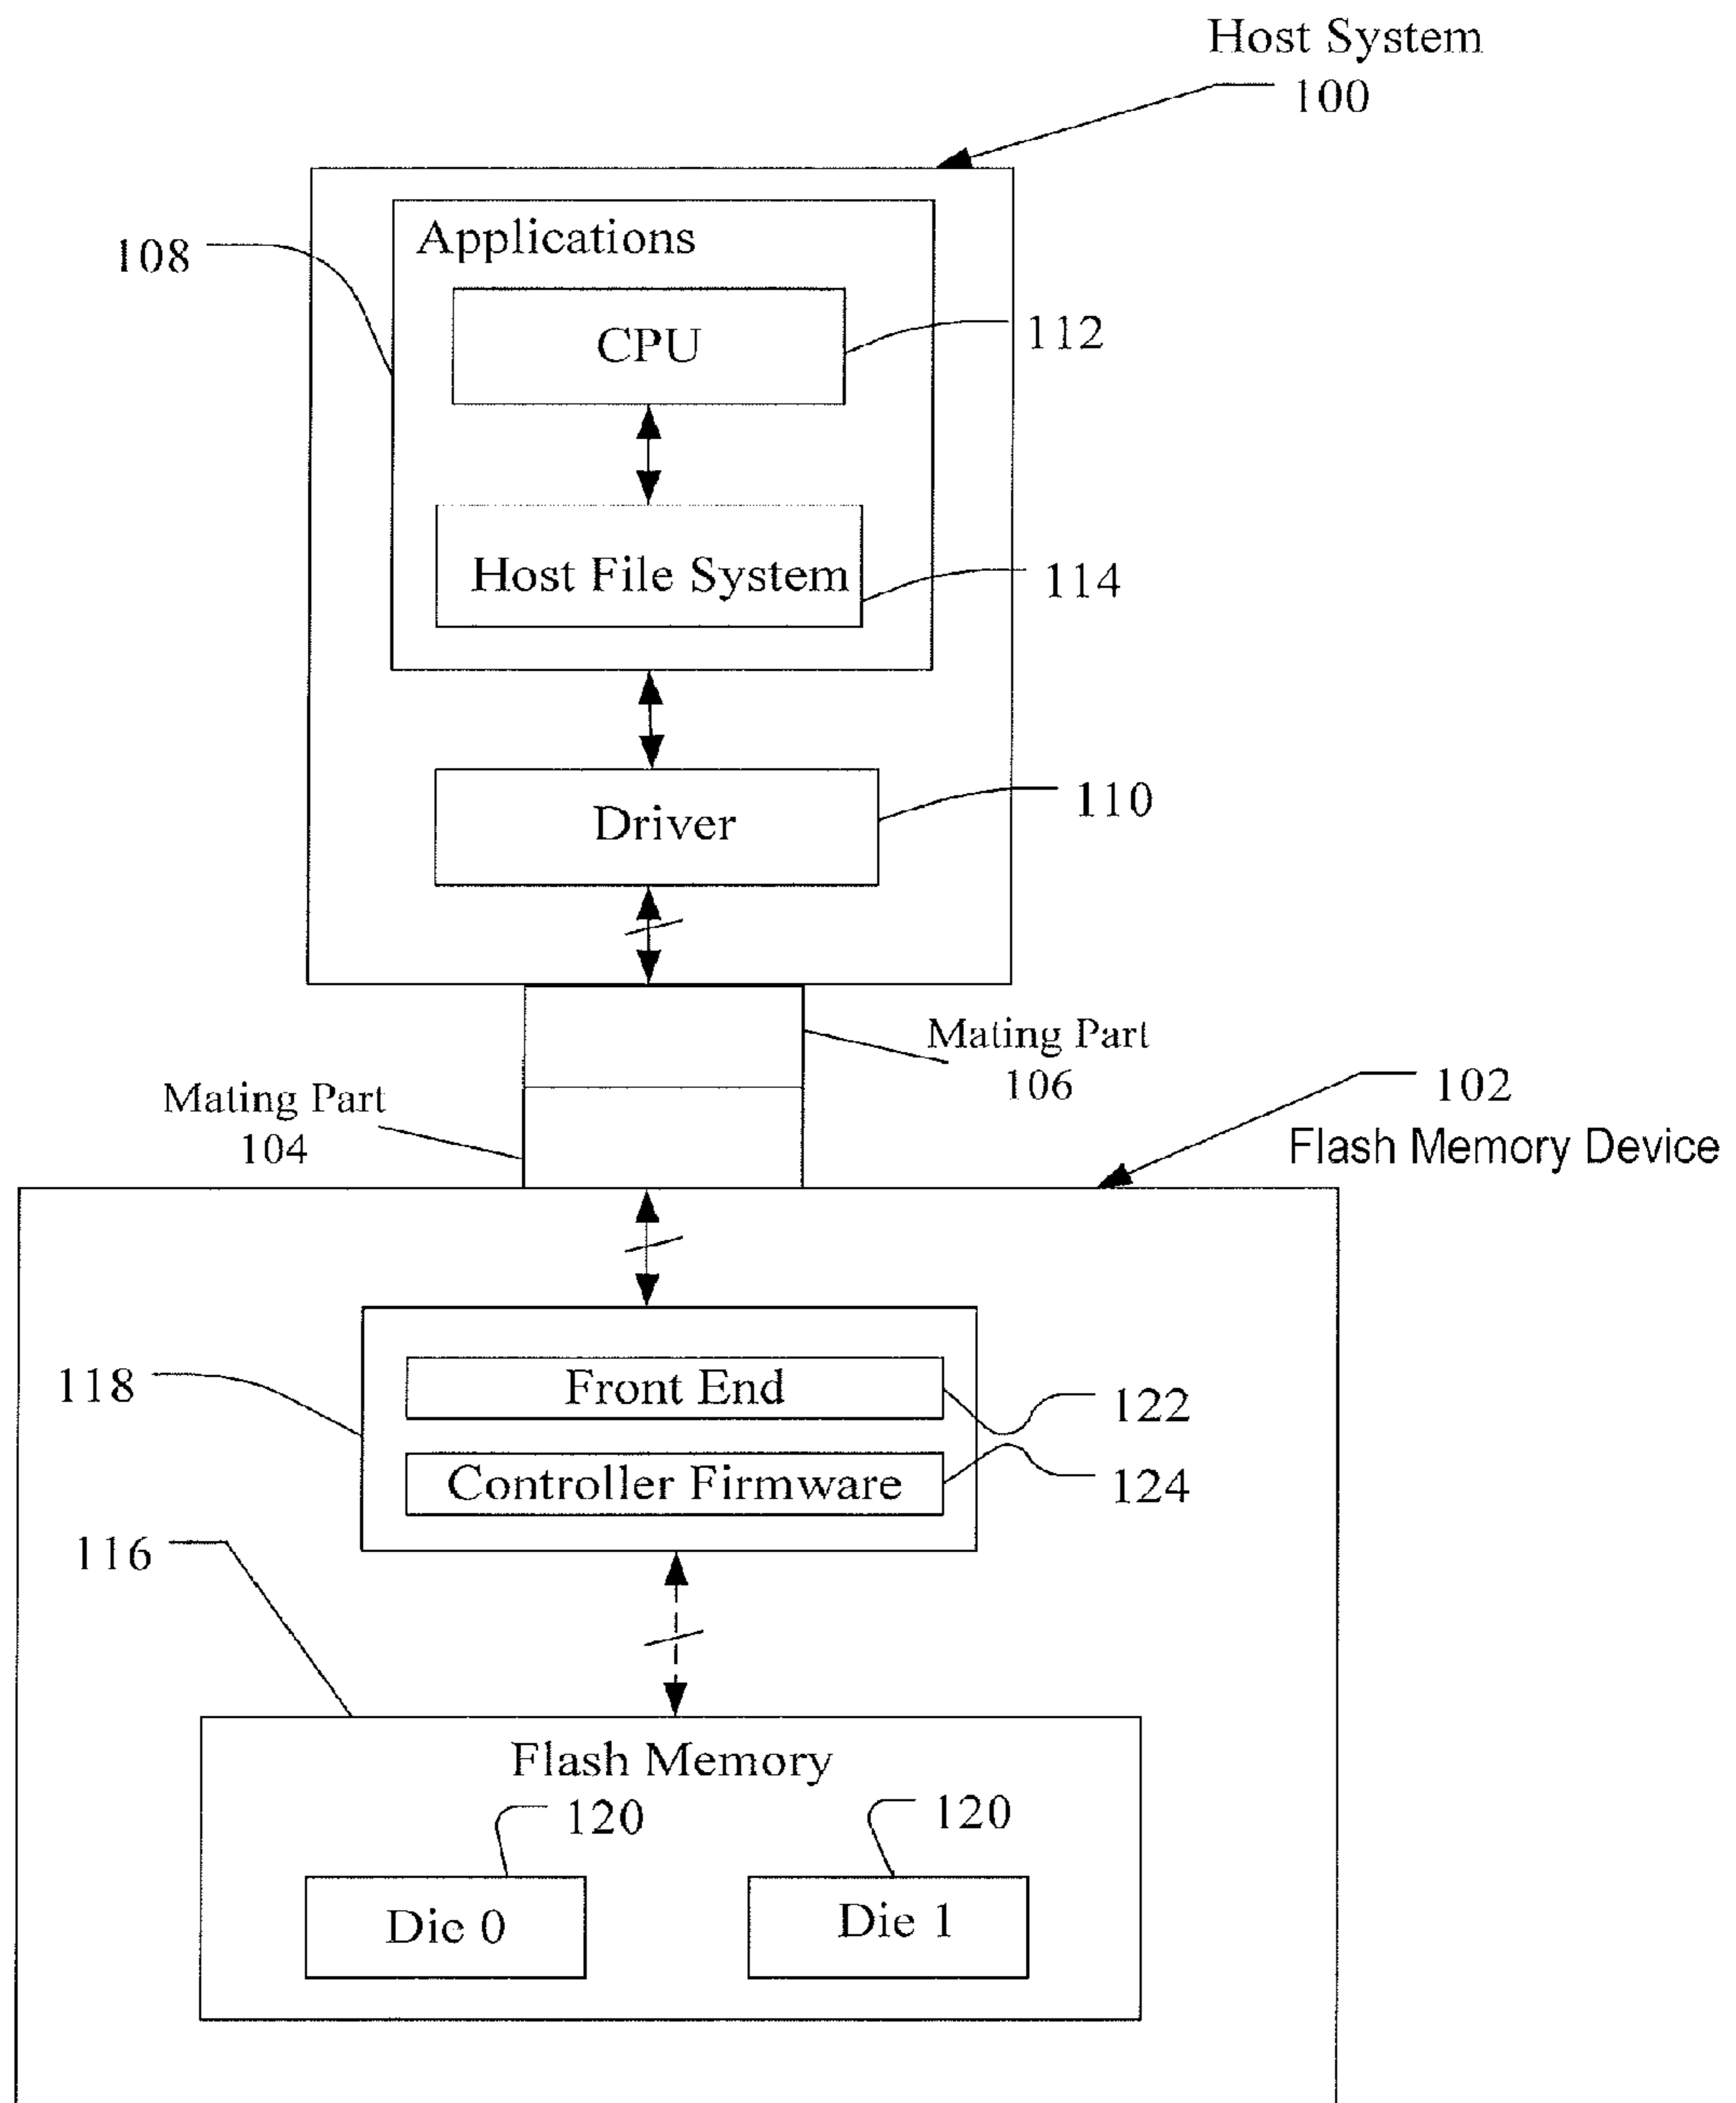 Host System
100
108
Applications
CPU
112
Host File System
114
Driver
110
Mating Part
106
Mating Part
104
102
Flash Memory Device
118
Front End
122
Controller Firmware
124
116
Flash Memory
120
120
Die 0
Die 1